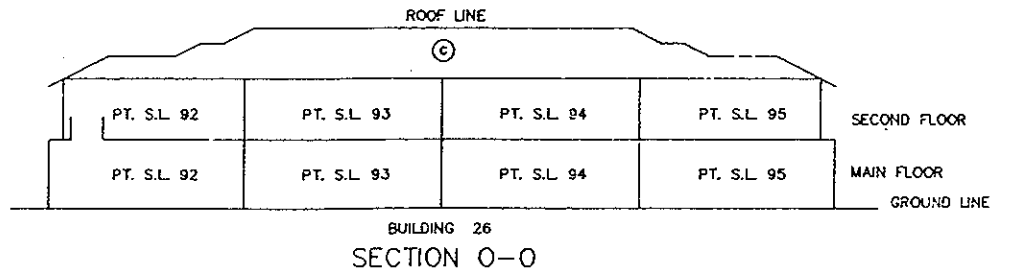 ROOF LINE
C
PT. S.L. 92 PT. S.L. 93 PT. S.L. 94 PT. S.L. 95 SECOND FLOOR
PT. S.L. 92 PT. S.L. 93 PT. S.L. 94 PT. S.L. 95 MAIN FLOOR
GROUND LINE
BUILDING 26
SECTION O-O